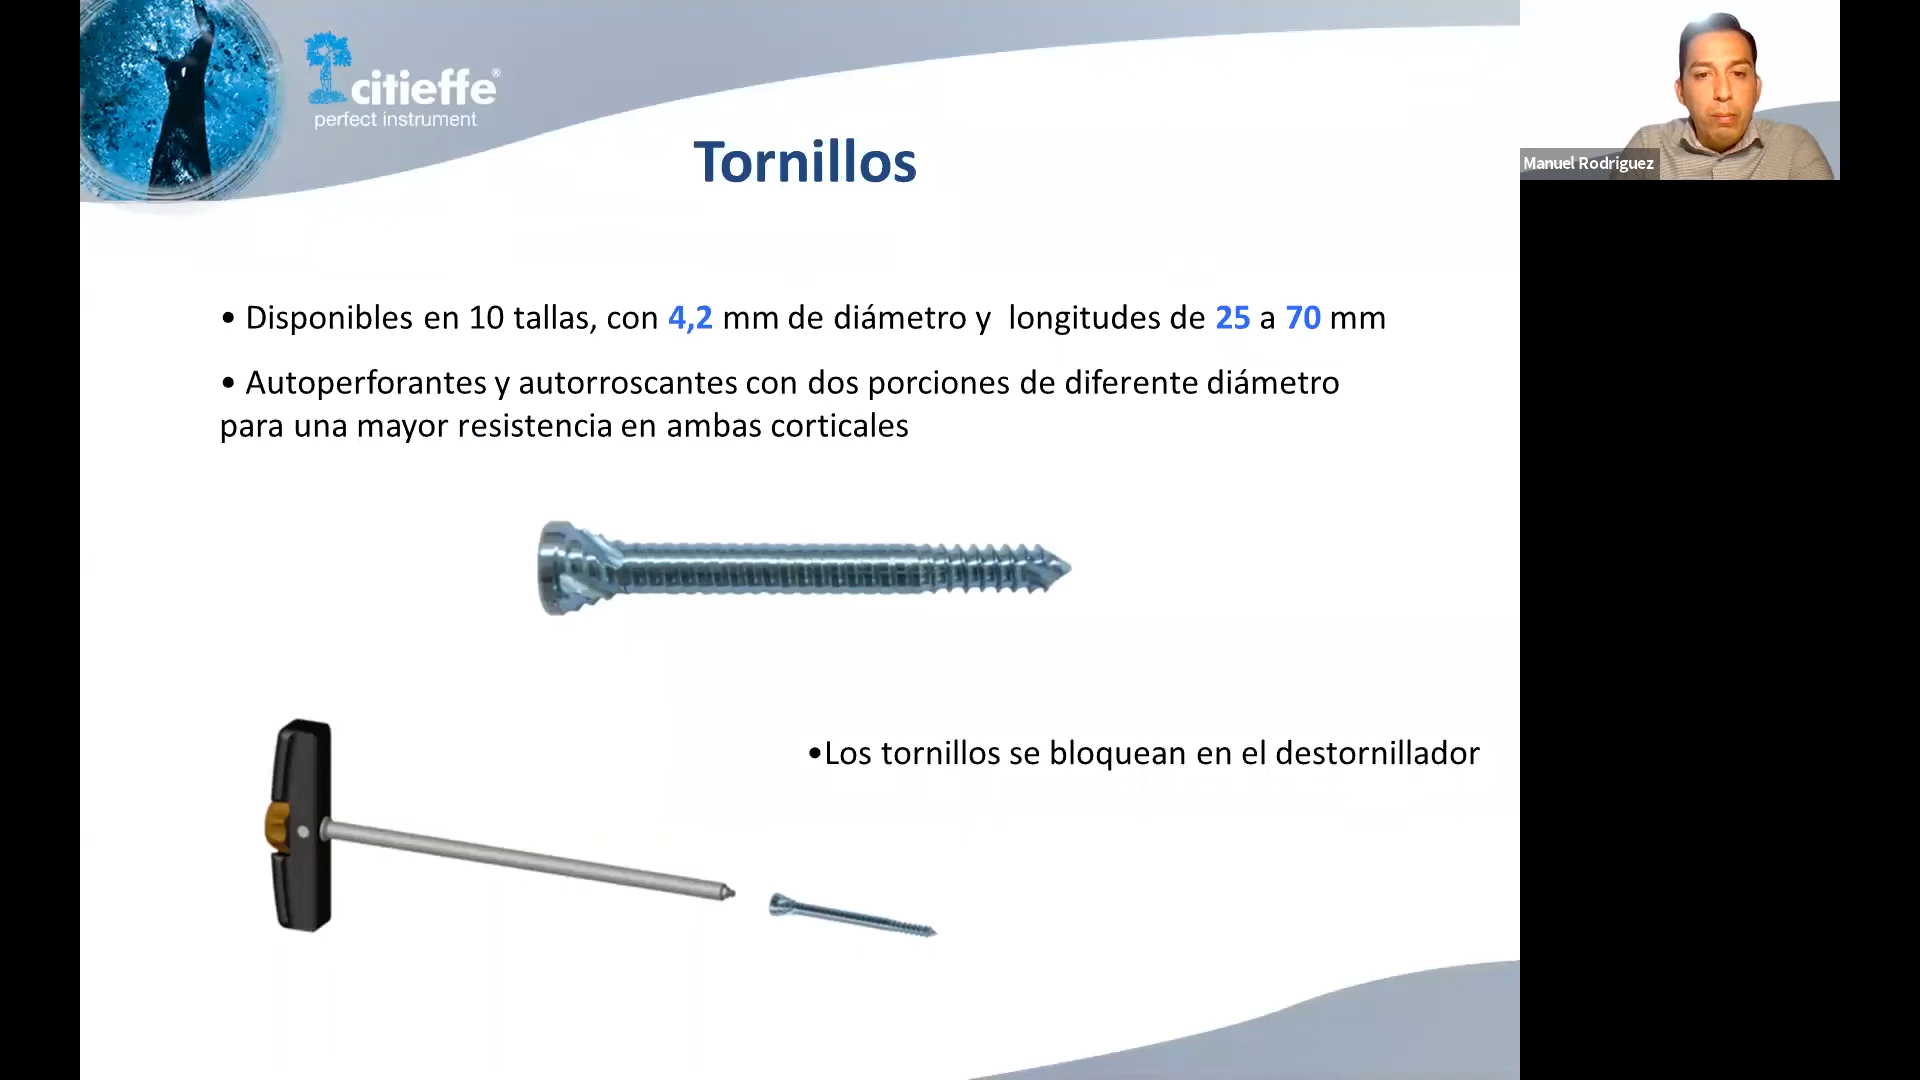 citieffe®
perfect instrument
Tornillos
Manuel Rodriguez
• Disponibles en 10 tallas, con 4,2 mm de diámetro y longitudes de 25 a 70 mm
• Autoperforantes y autorroscantes con dos porciones de diferente diámetro
para una mayor resistencia en ambas corticales
•Los tornillos se bloquean en el destornillador